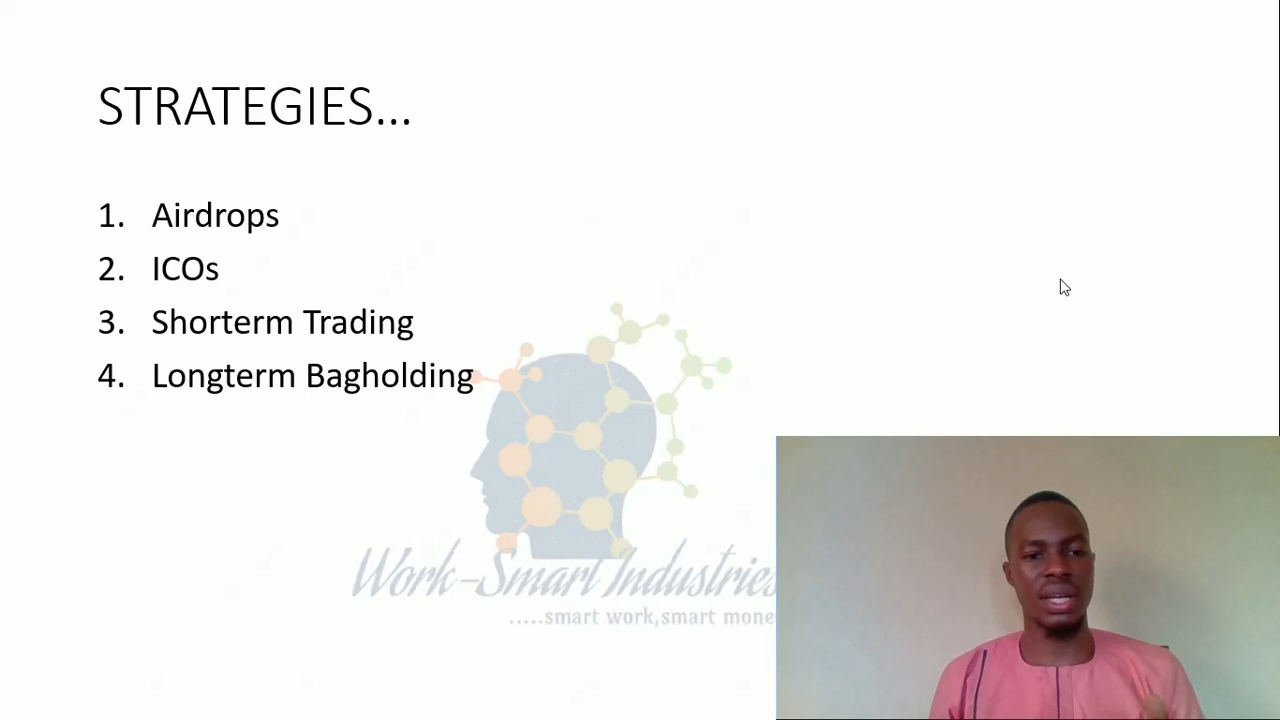 STRATEGIES...
1. Airdrops
2. ICOs
3. Shorterm Trading
4. Longterm Bagholding
Work-Smart Industries
.....smart work,smart mone